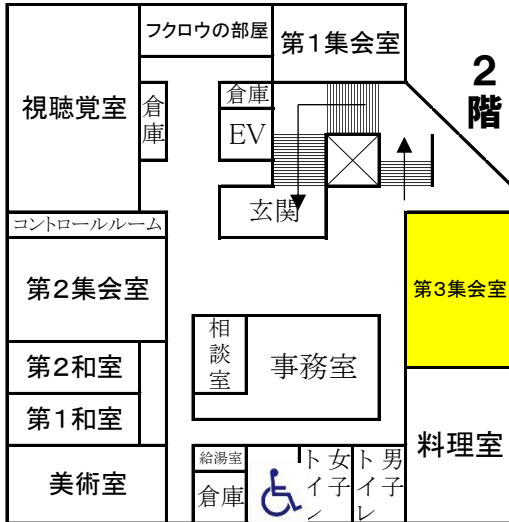 フクロウの部屋
第1集会室
2階
視聴覚室
倉庫
倉庫
EV
玄関
コントロールルーム
第2集会室
第3集会室
相談室
事務室
第2和室
第1和室
料理室
美術室
給湯室
倉庫
女子トイレ
男子トイレ